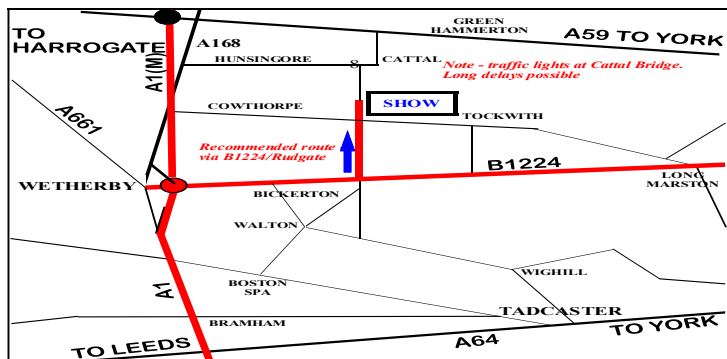 TO
HARROGATE
A1(M)
A168
GREEN
HAMMERTON
A59 TO YORK
HUNSINGORE
8
CATTAL
Note - traffic lights at Cattal Bridge.
Long delays possible
A661
COWTHORPE
SHOW
TOCKWITH
Recommended route
via B1224/Rudgate
B1224
WETHERBY
BICKERTON
LONG
MARSTON
WALTON
A1
BOSTON
SPA
WIGHILL
BRAMHAM
TADCASTER
TO LEEDS
A64
TO YORK